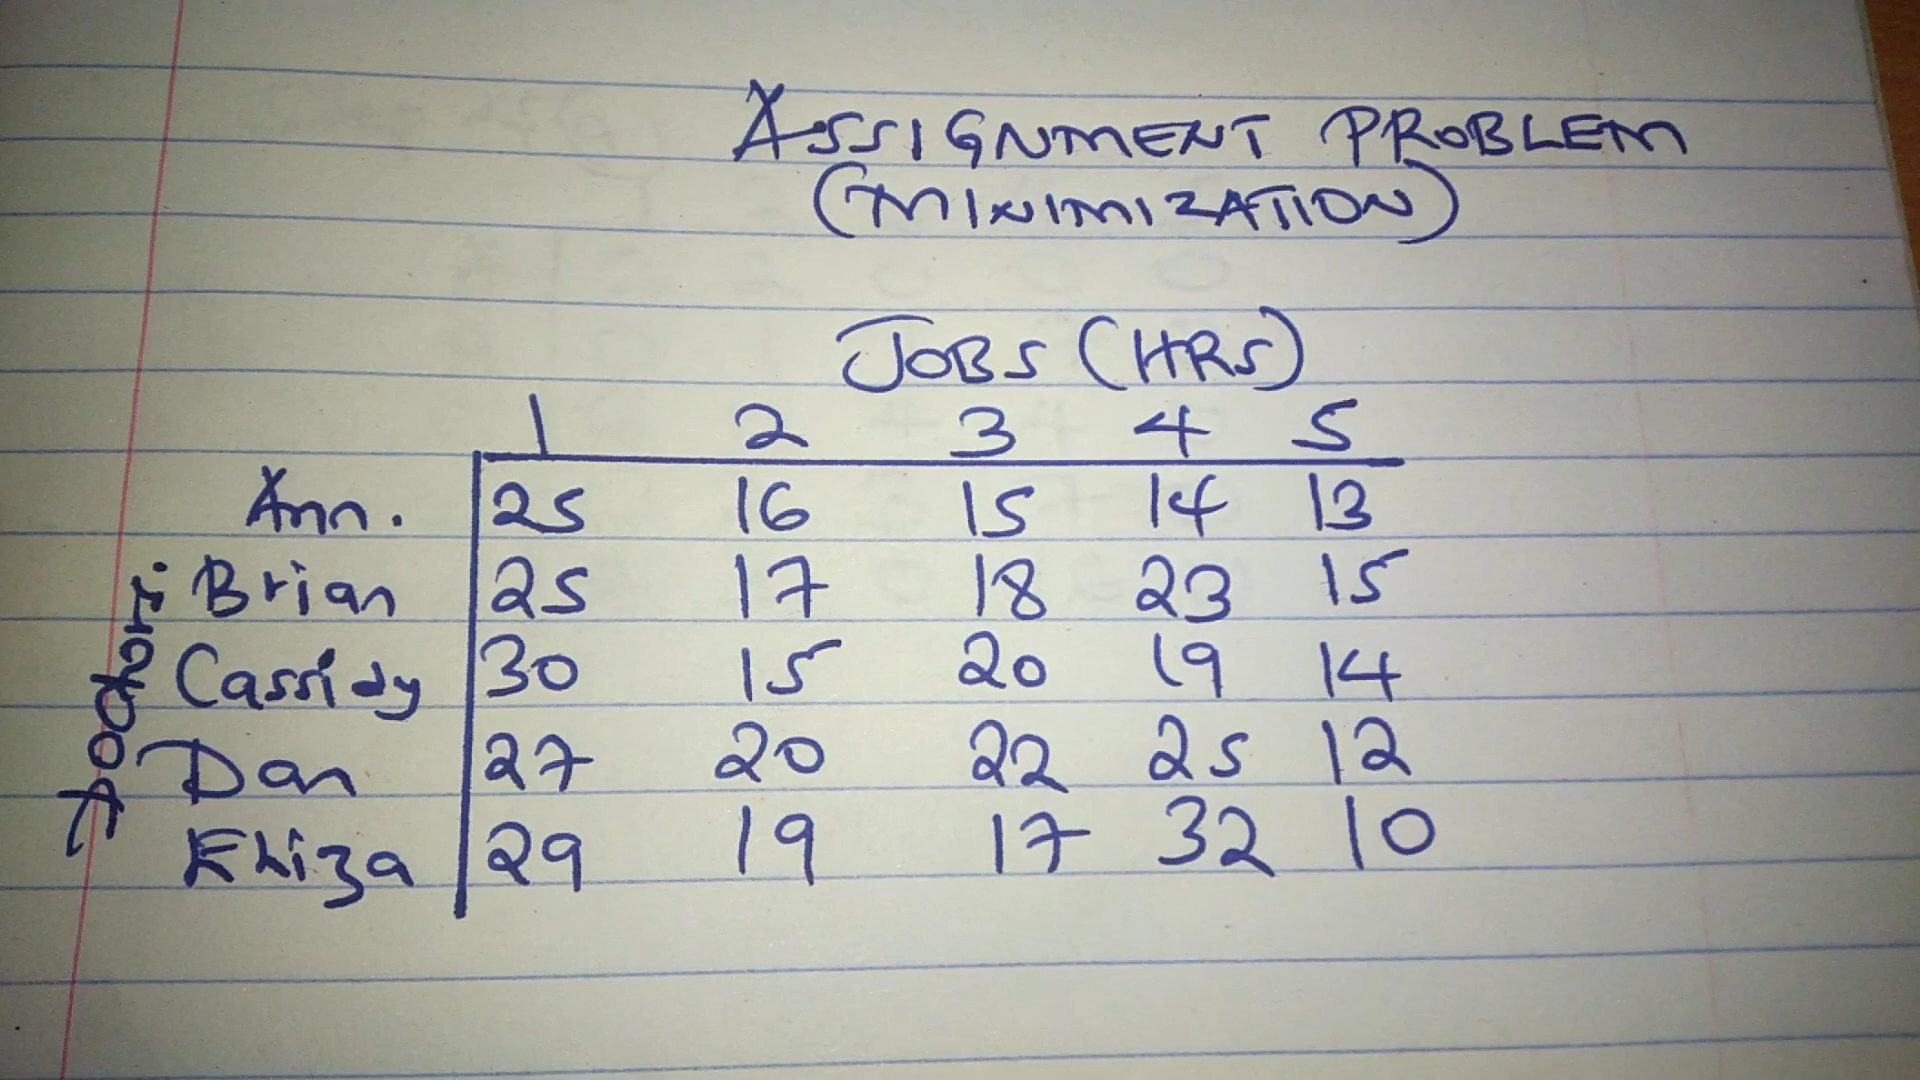 ASSIGNMENT PROBLEM
(MINIMIZATION)
JOBS (HRS)
1 2 3 4 5
Ann. 25 16 15 14 13
Brian 25 17 18 23 15
Cassidy 30 15 20 19 14
Dan 27 20 22 25 12
Eliza 29 19 17 32 10